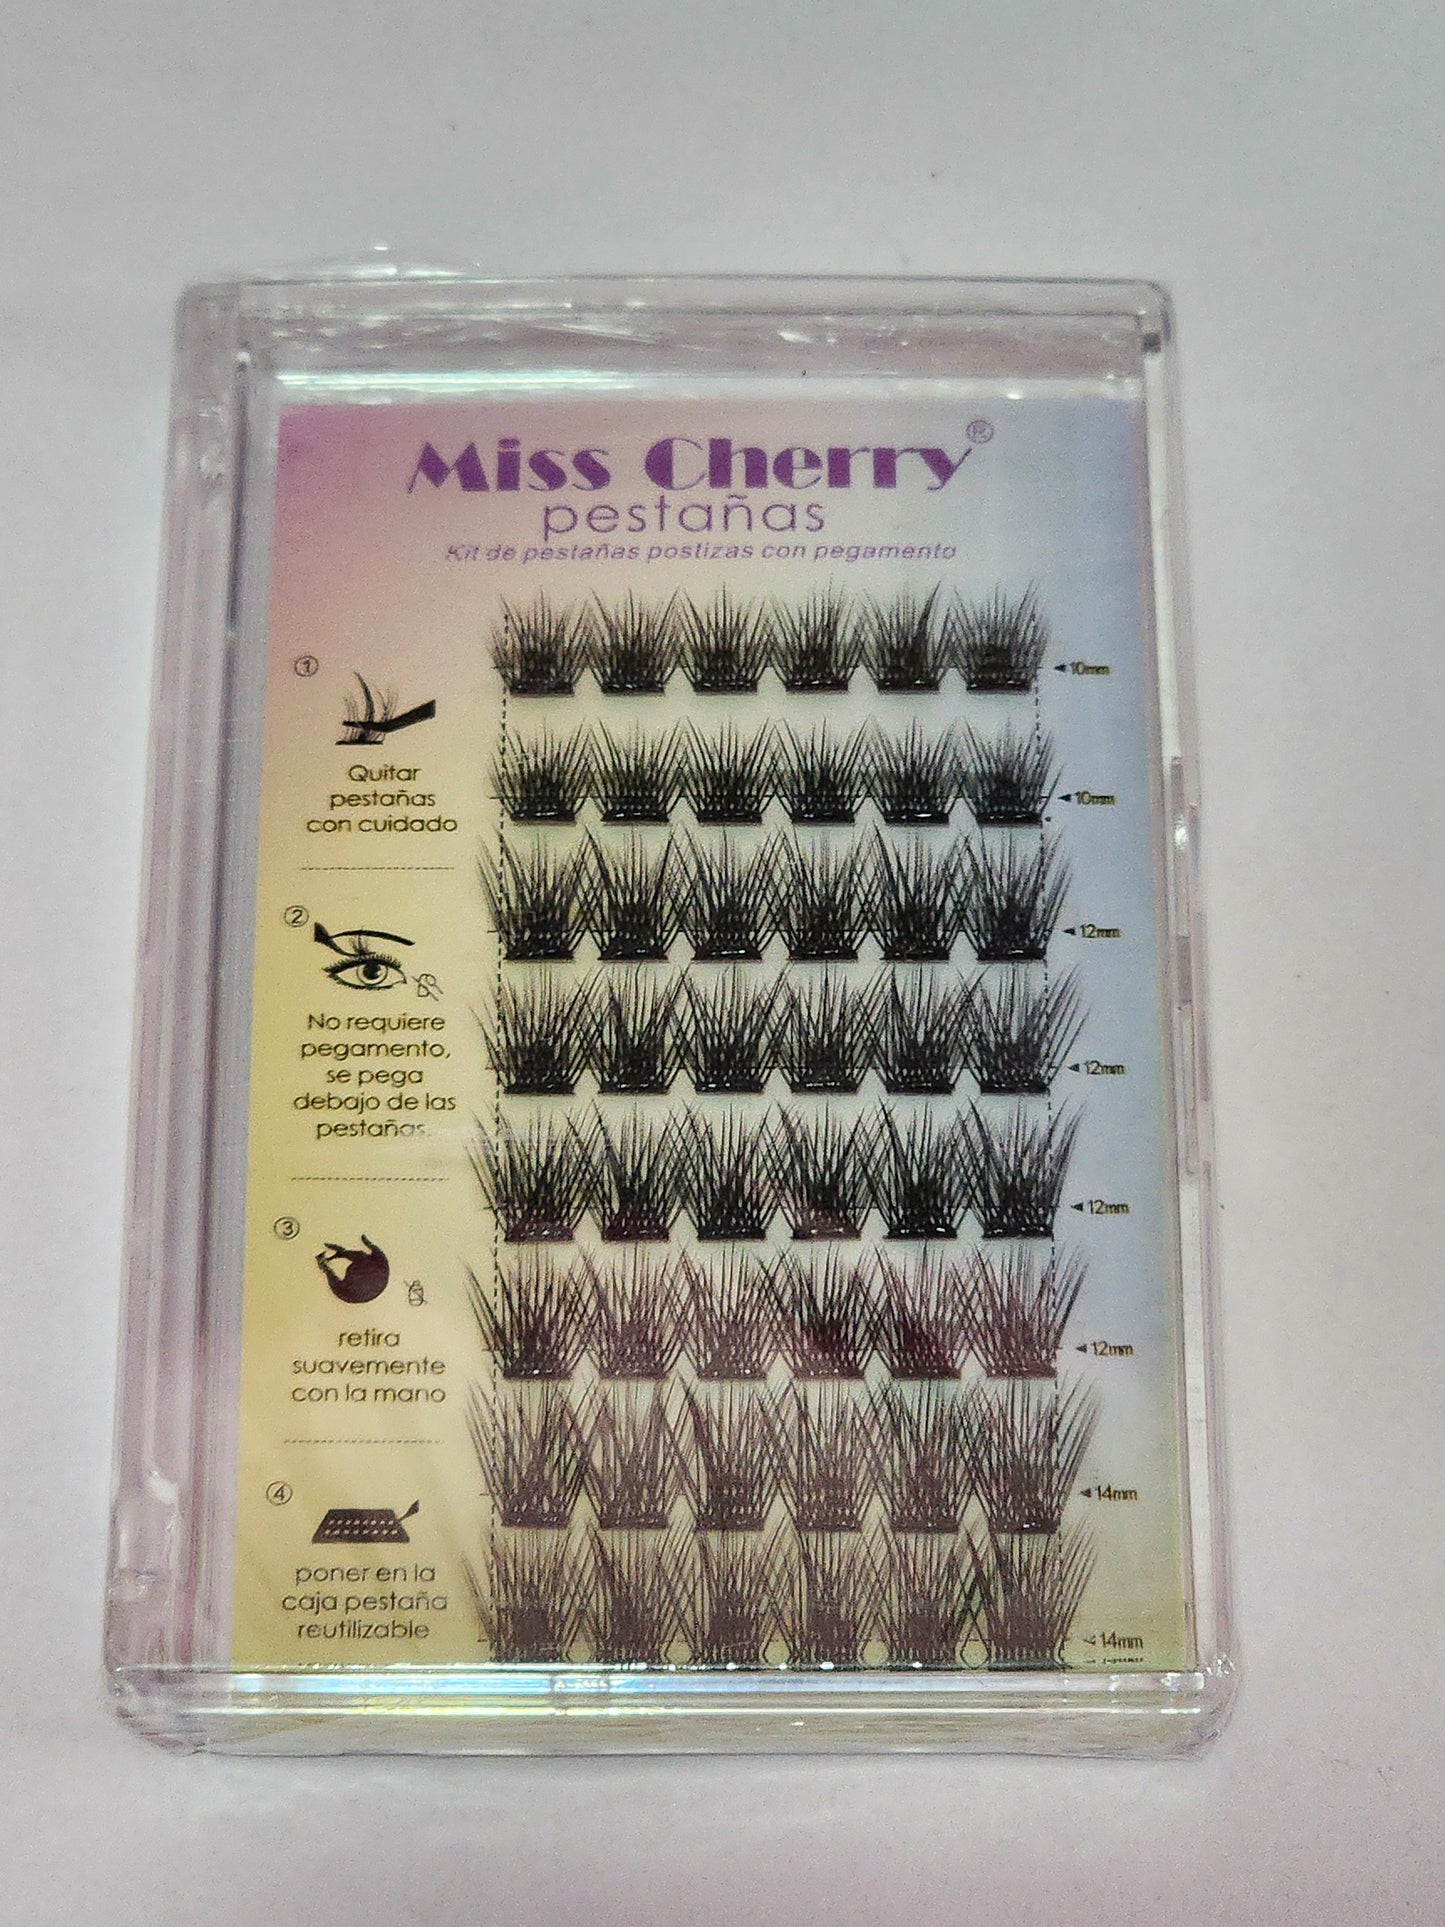 Miss Cherry®
pestañas
Kit de pestañas postizas con pegamento
①
Quitar
pestañas
con cuidado
②
No requiere
pegamento,
se pega
debajo de las
pestañas.
③
retira
suavemente
con la mano
④
poner en la
caja pestaña
reutilizable
◄10mm
◄10mm
◄12mm
◄12mm
◄12mm
◄12mm
◄14mm
◄14mm